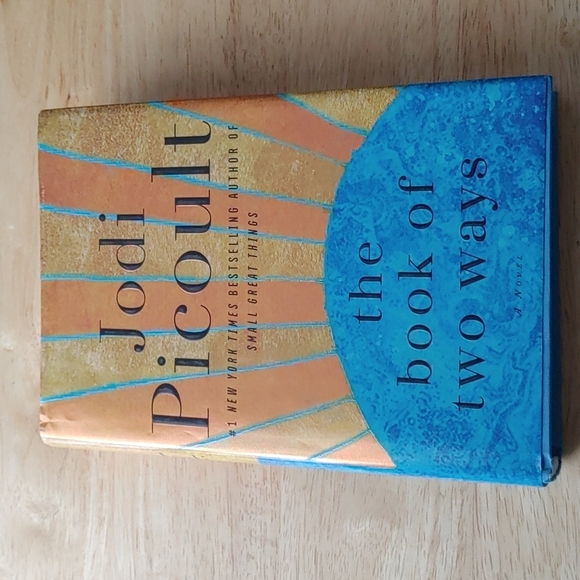 Jodi
Picoult
#1 NEW YORK TIMES BESTSELLING AUTHOR OF
SMALL GREAT THINGS
the
book of
two ways
A NOVEL